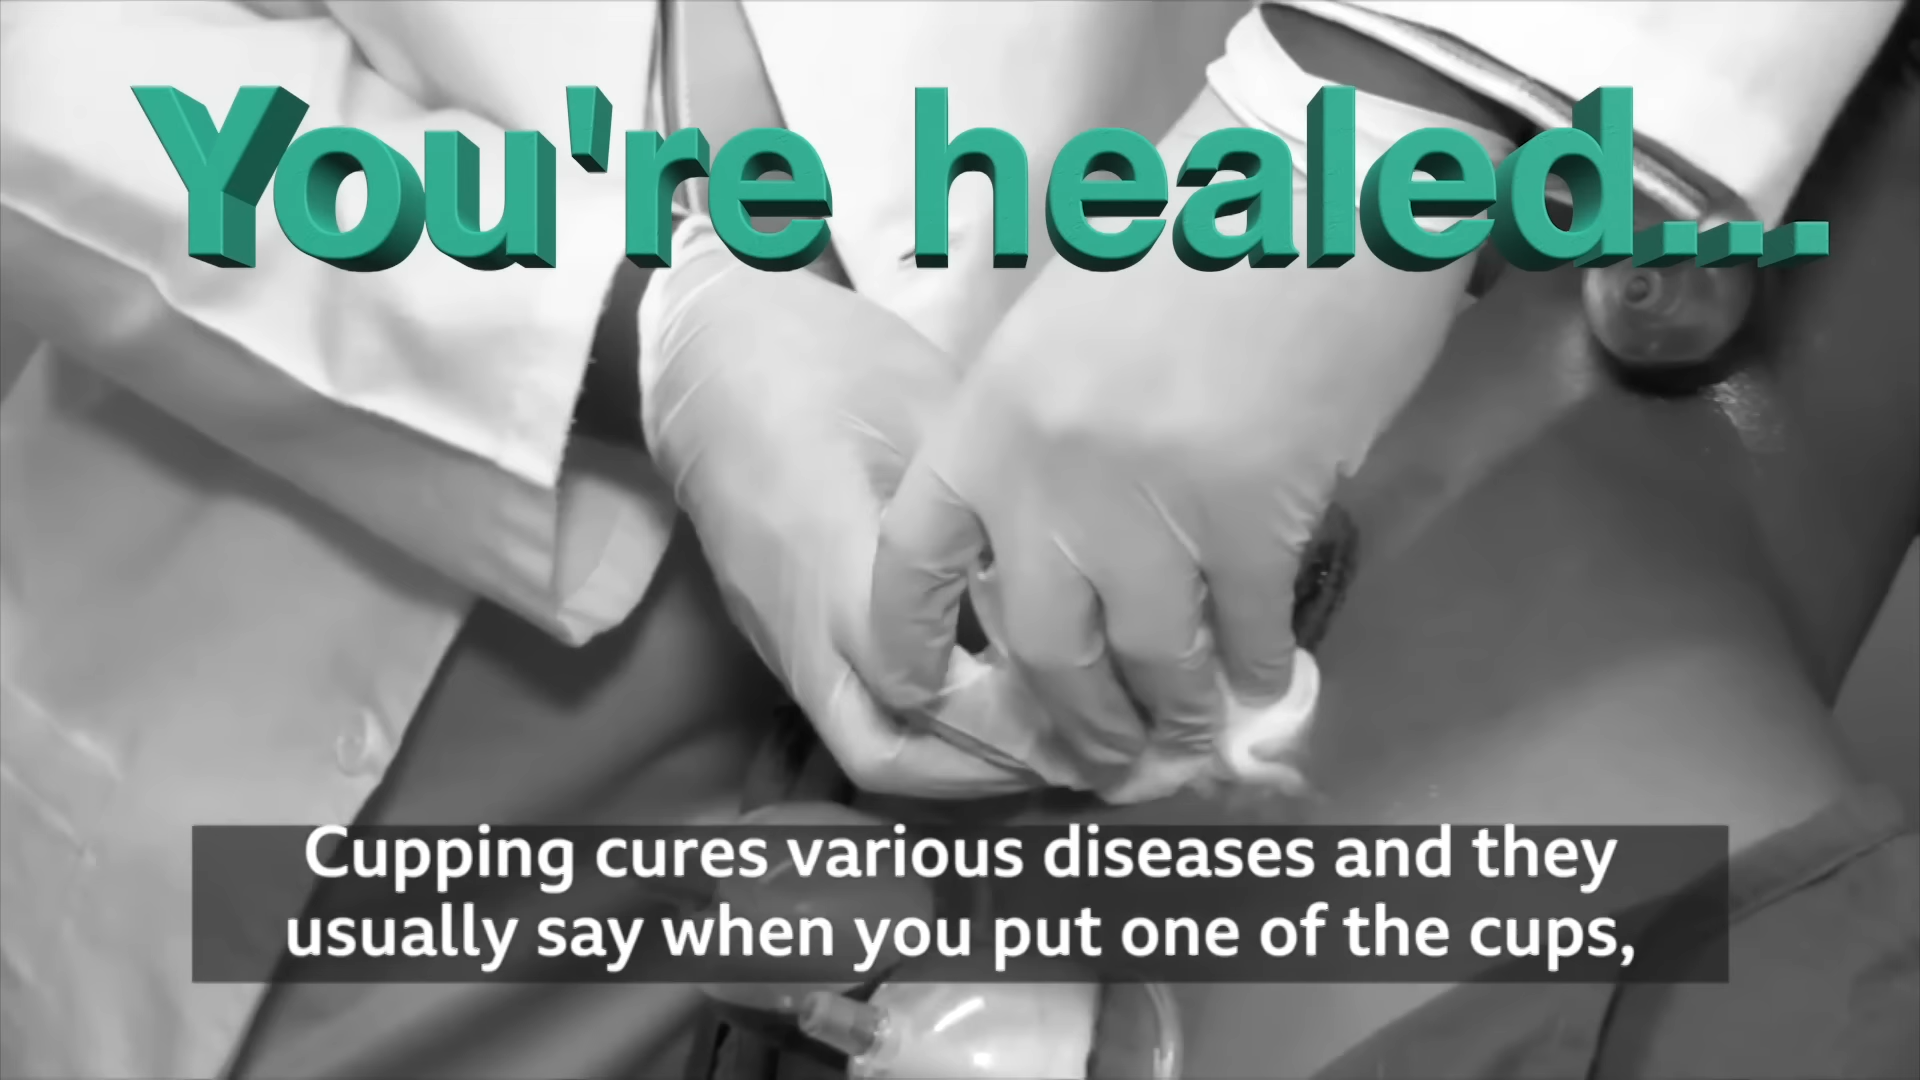 You're healed...
Cupping cures various diseases and they
usually say when you put one of the cups,